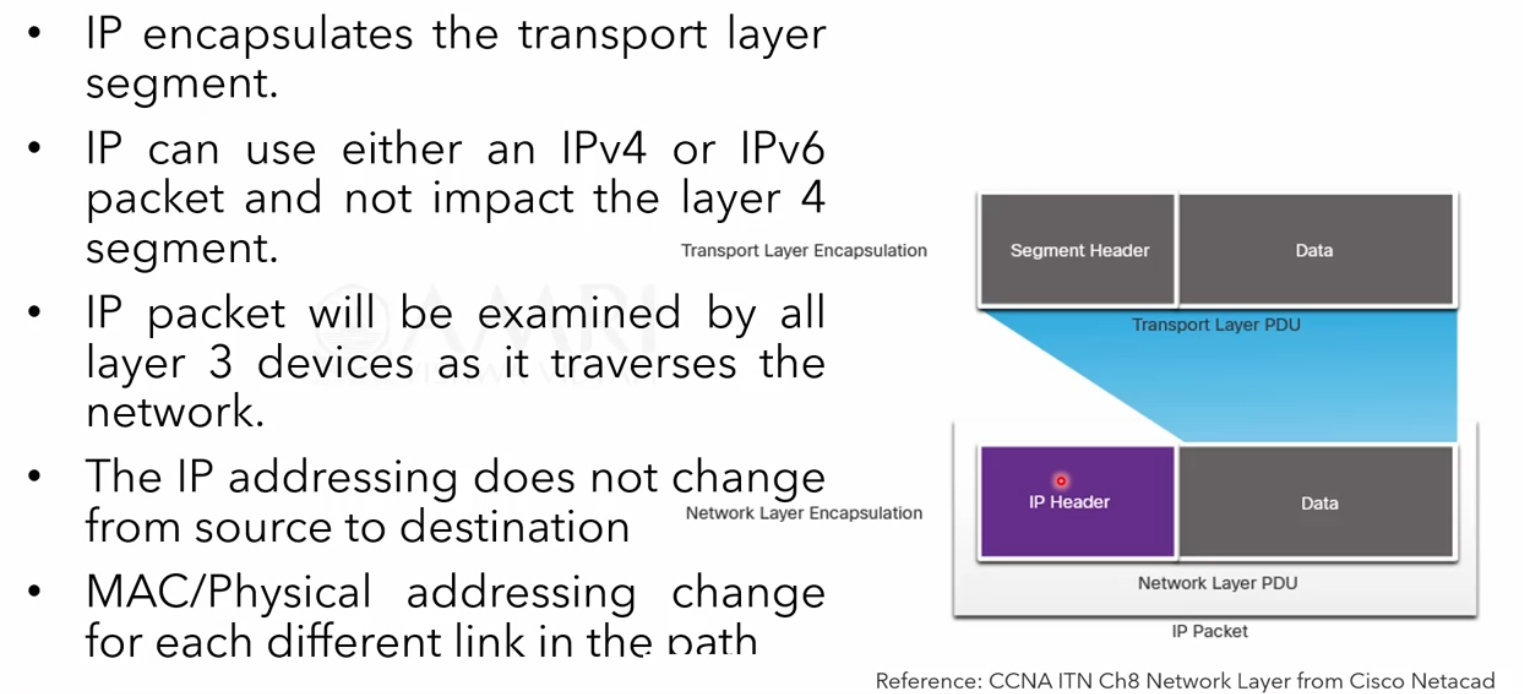 • IP encapsulates the transport layer
segment.
• IP can use either an IPv4 or IPv6
packet and not impact the layer 4
segment.
• IP packet will be examined by all
layer 3 devices as it traverses the
network.
• The IP addressing does not change
from source to destination
• MAC/Physical addressing change
for each different link in the path
Transport Layer Encapsulation
Segment Header
Data
Transport Layer PDU
Network Layer Encapsulation
IP Header
Data
Network Layer PDU
IP Packet
Reference: CCNA ITN Ch8 Network Layer from Cisco Netacad